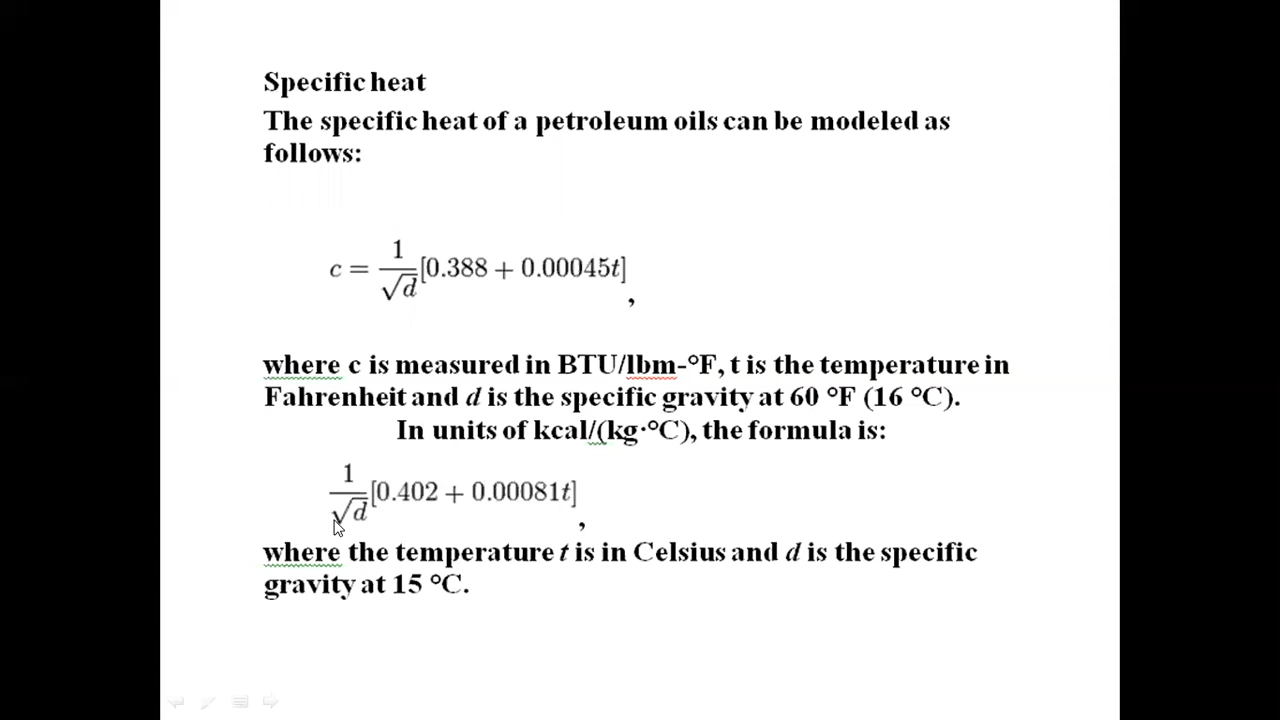 Specific heat
The specific heat of a petroleum oils can be modeled as
follows:
c = 1/√d [0.388 + 0.00045t] ,
where c is measured in BTU/lbm-°F, t is the temperature in
Fahrenheit and d is the specific gravity at 60 °F (16 °C).
In units of kcal/(kg·°C), the formula is:
1/√d [0.402 + 0.00081t] ,
where the temperature t is in Celsius and d is the specific
gravity at 15 °C.